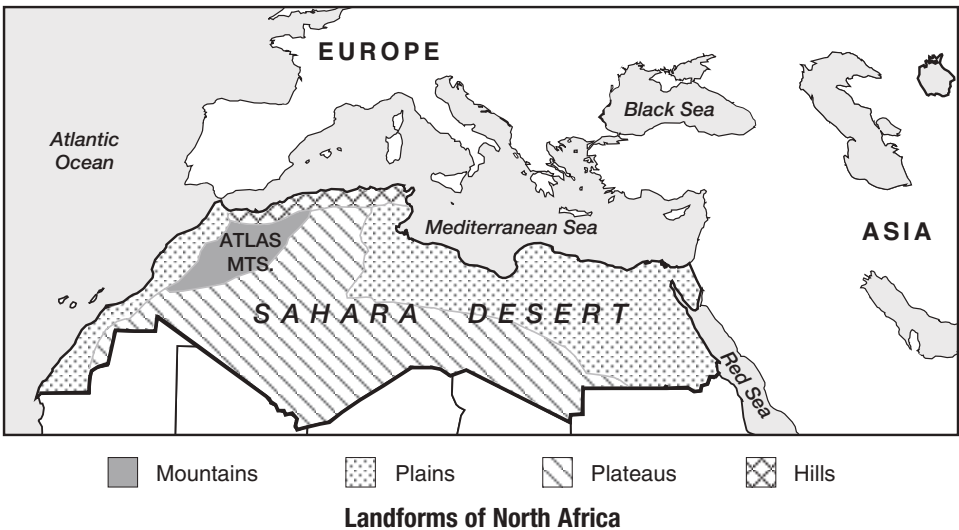 EUROPE
Atlantic
Ocean
Black Sea
Mediterranean Sea
ASIA
ATLAS
MTS.
SAHARA DESERT
Red Sea
Mountains
Plains
Plateaus
Hills
Landforms of North Africa